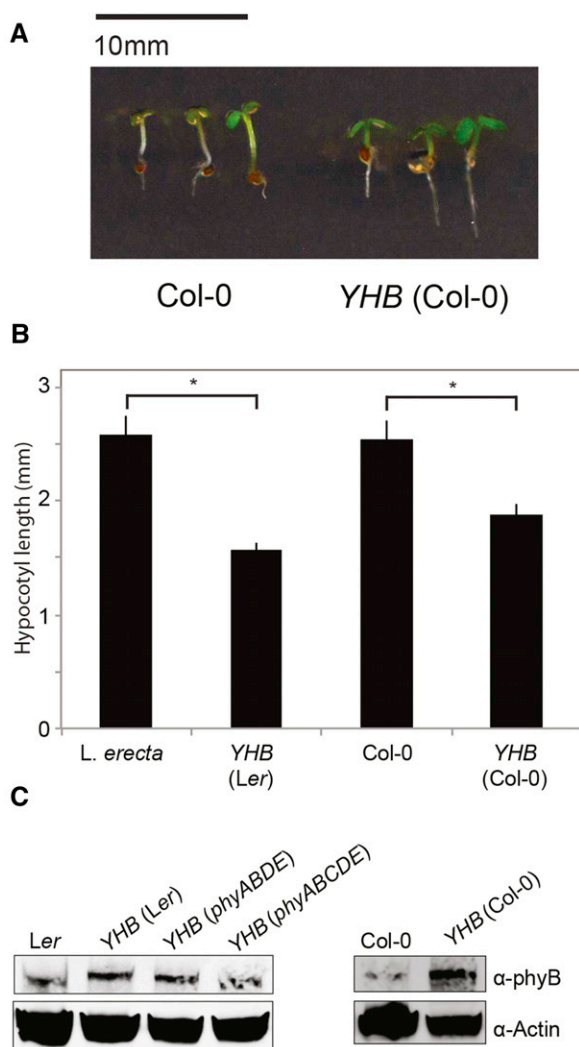 A
10mm
Col-0
YHB (Col-0)
B
Hypocotyl length (mm)
3
2
1
0
*
*
L. erecta
YHB
(Ler)
Col-0
YHB
(Col-0)
C
Ler
YHB (Ler)
YHB (phyABDE)
YHB (phyABCDE)
Col-0
YHB (Col-0)
α-phyB
α-Actin